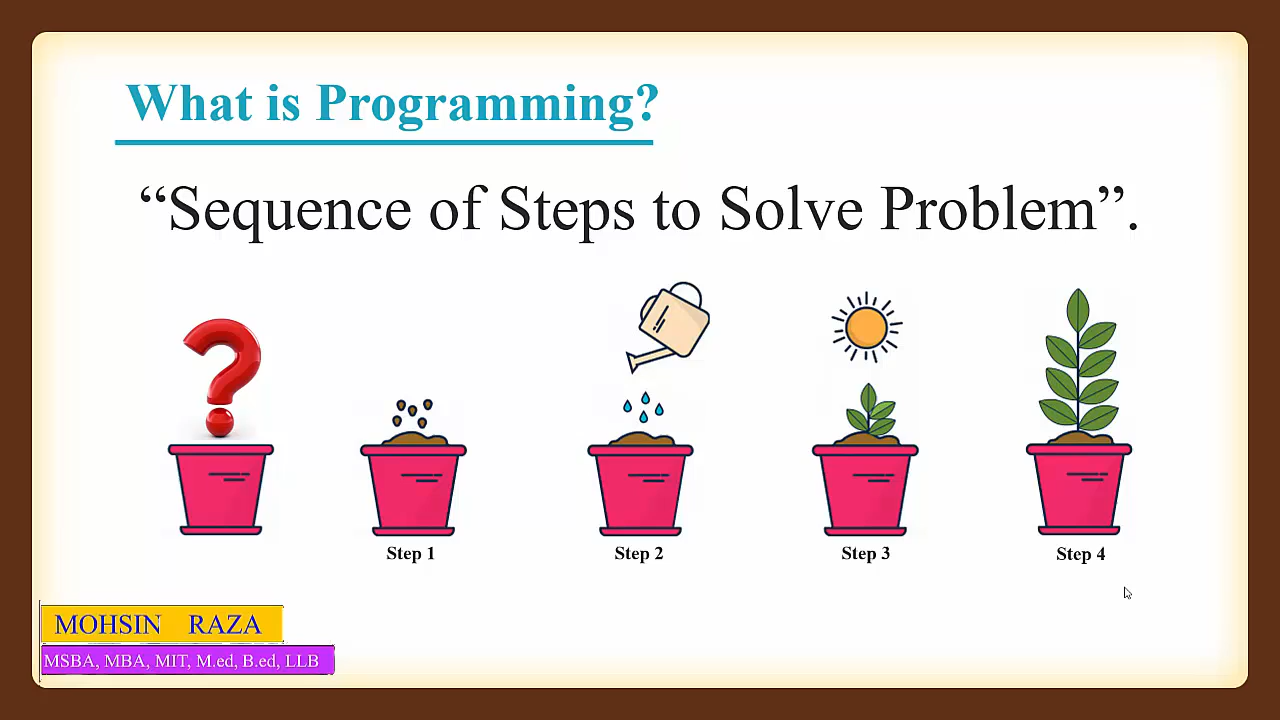 What is Programming?
“Sequence of Steps to Solve Problem”.
Step 1
Step 2
Step 3
Step 4
MOHSIN RAZA
MSBA, MBA, MIT, M.ed, B.ed, LLB